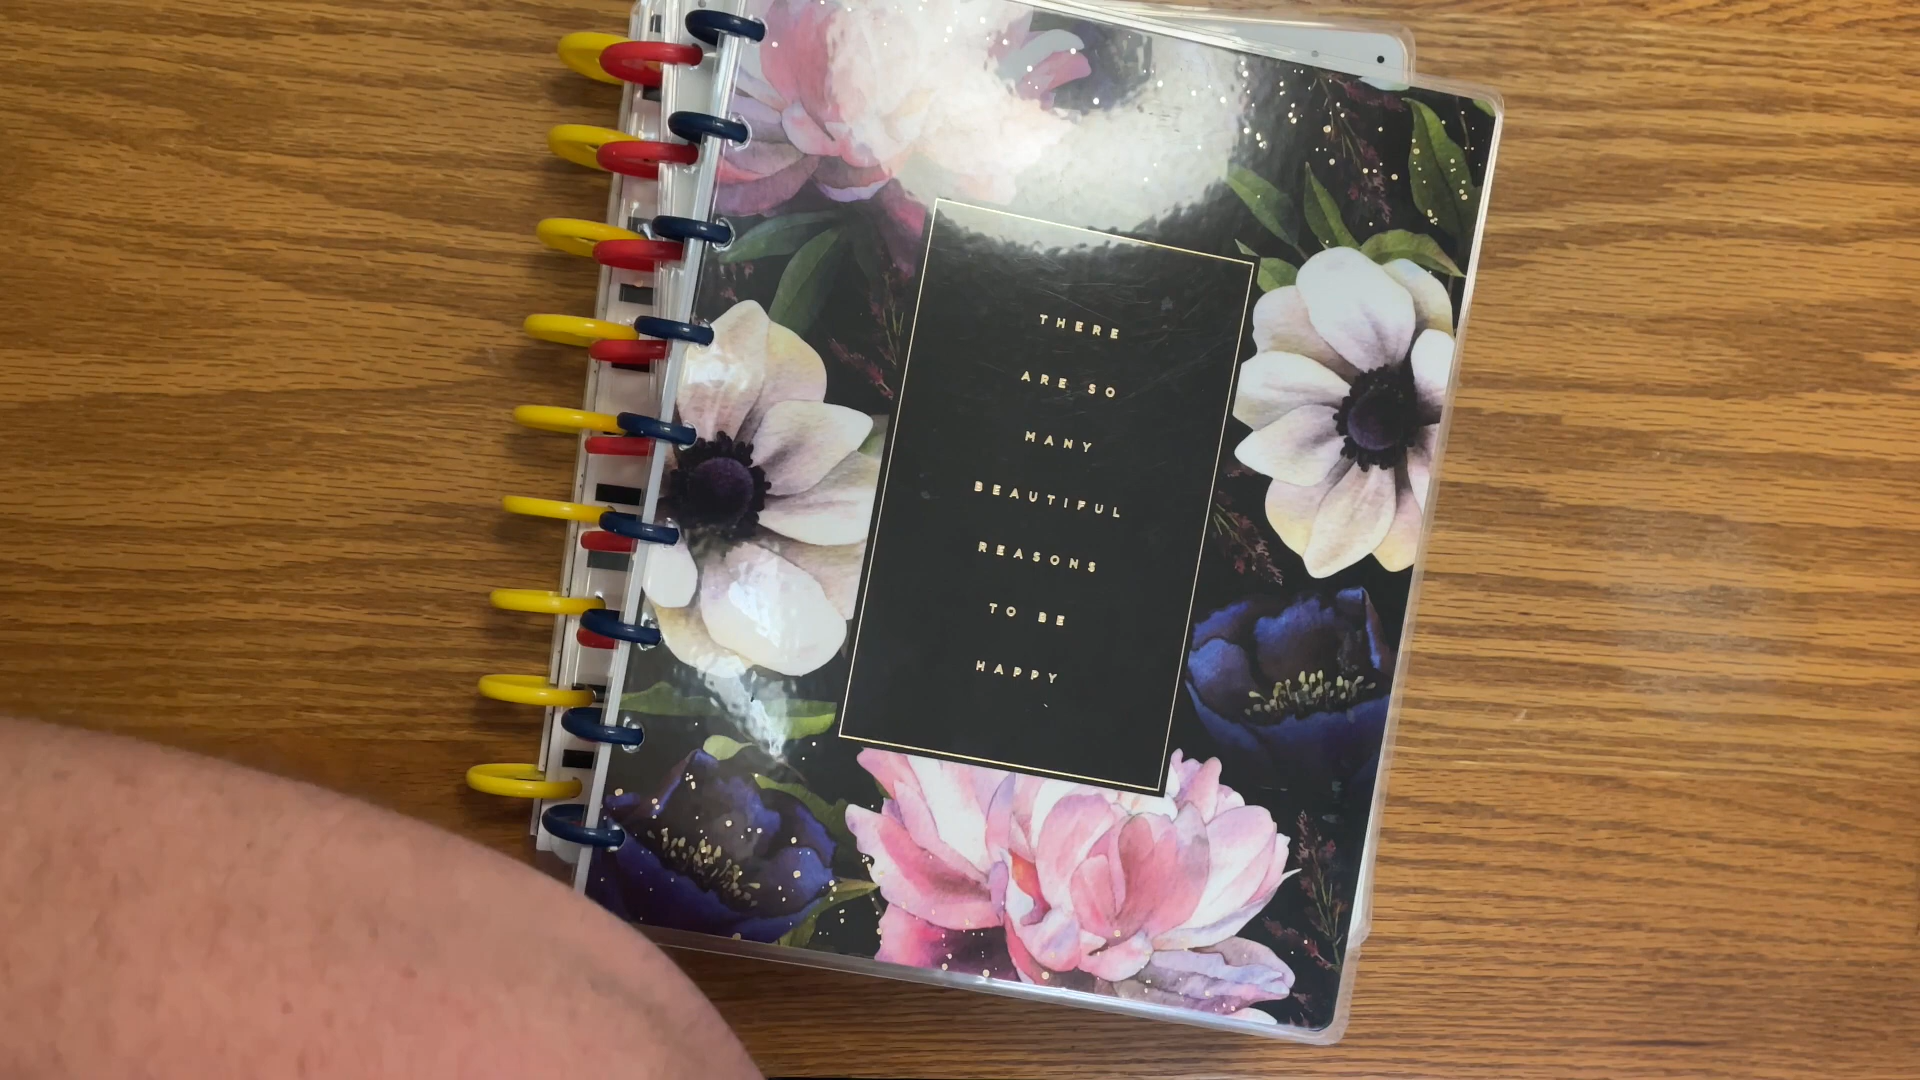 THERE
ARE SO
MANY
BEAUTIFUL
REASONS
TO BE
HAPPY